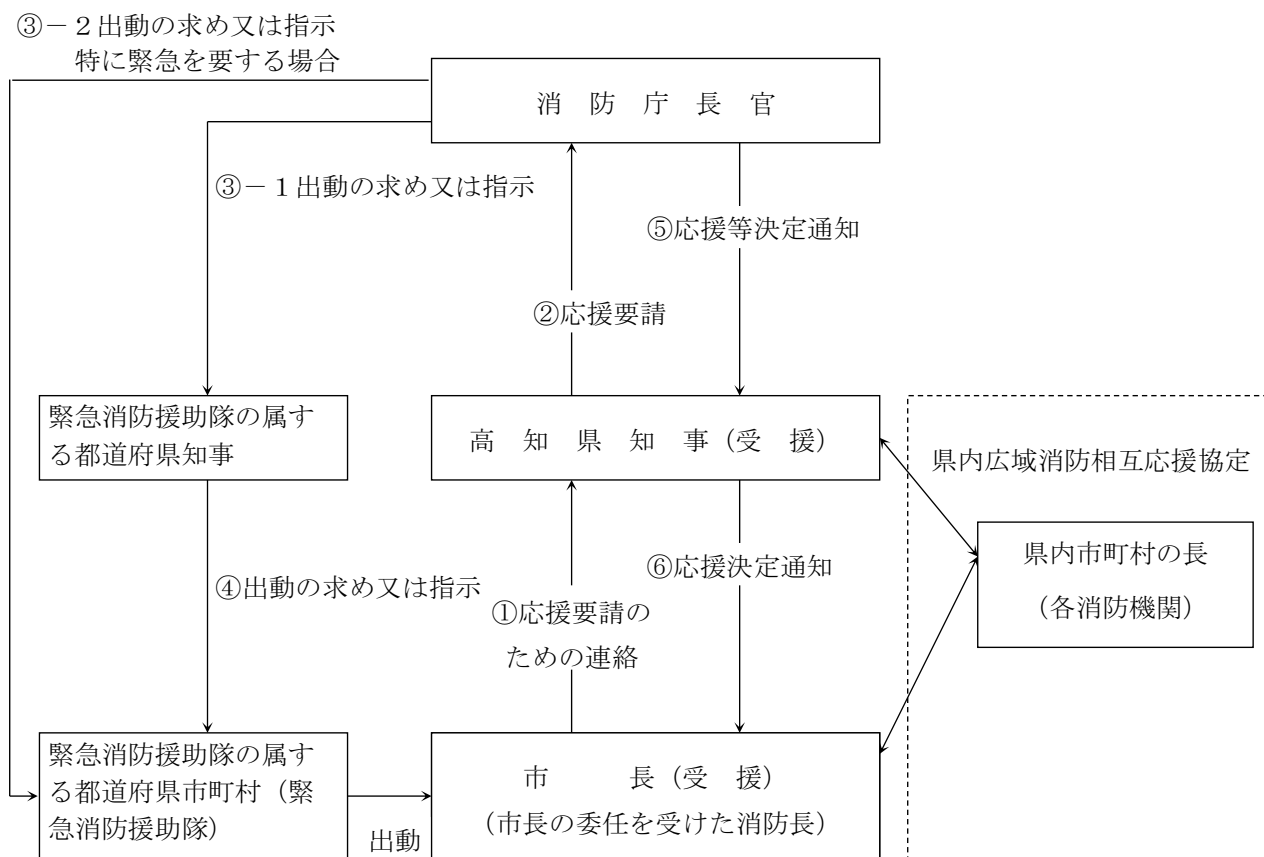 ③－２出動の求め又は指示
特に緊急を要する場合
消　防　庁　長　官
③－１出動の求め又は指示
⑤応援等決定通知
②応援要請
緊急消防援助隊の属す
る都道府県知事
高　知　県　知　事（受　援）
県内広域消防相互応援協定
県内市町村の長
（各消防機関）
⑥応援決定通知
④出動の求め又は指示
①応援要請の
ための連絡
緊急消防援助隊の属す
る都道府県市町村（緊
急消防援助隊）
出動
市　　　長（受　援）
（市長の委任を受けた消防長）